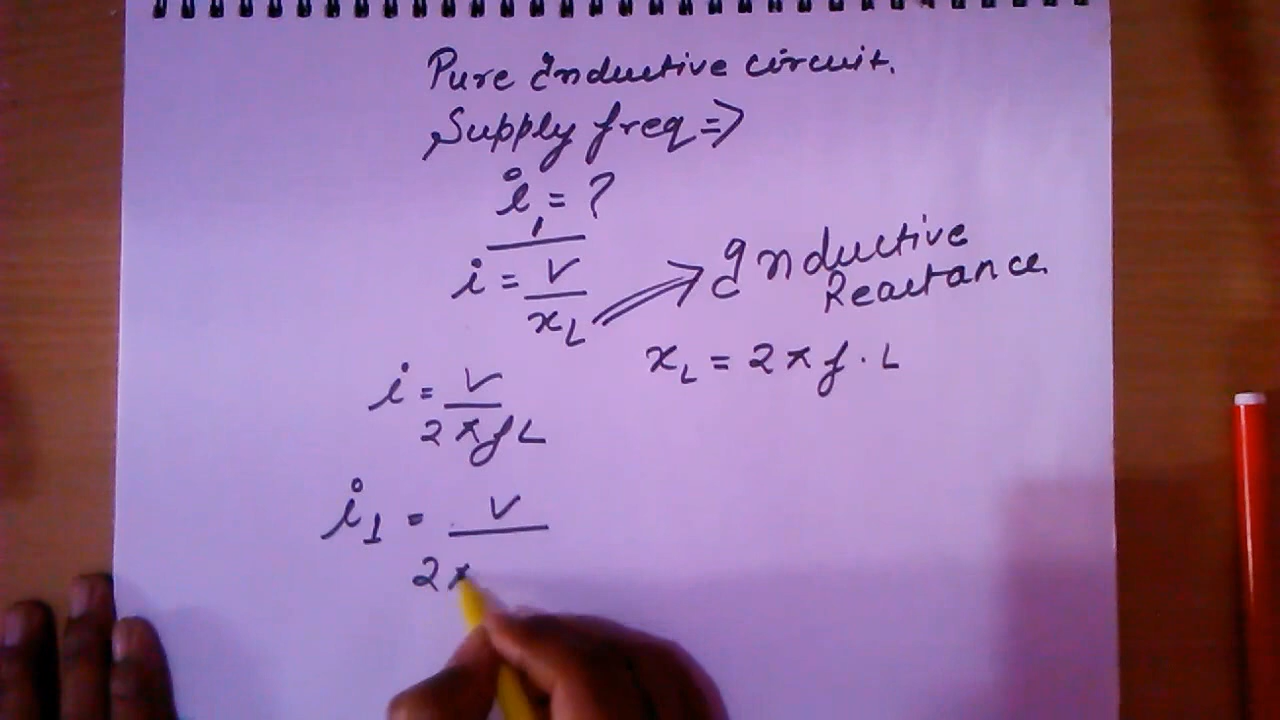 Pure Inductive circuit.
Supply freq ⇒
i₁ = ?
i = V / X_L
Inductive
Reactance
X_L = 2πf · L
i = V / 2πfL
i₁ = V / 2π